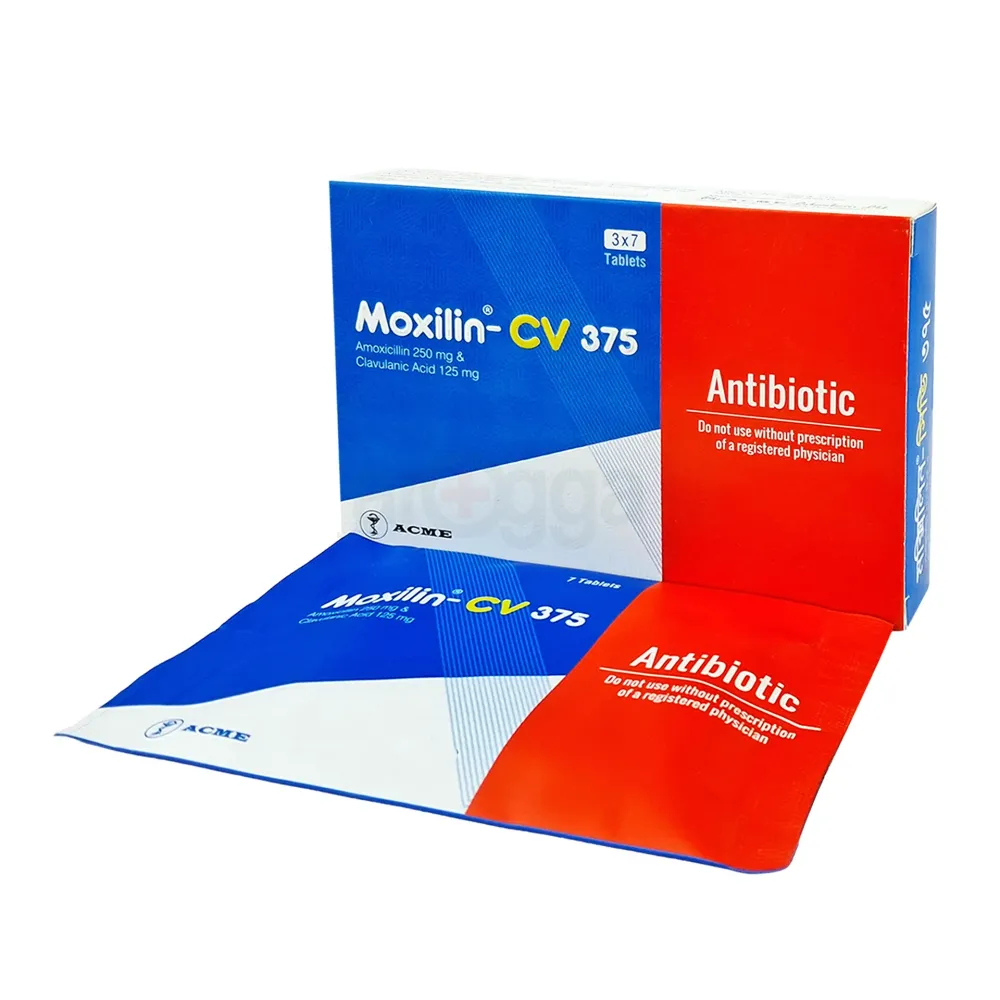 3 x 7
Tablets
Moxilin®- CV 375
Amoxicillin 250 mg &
Clavulanic Acid 125 mg
Antibiotic
Do not use without prescription
of a registered physician
ACME
7 Tablets
Moxilin®- CV 375
Amoxicillin 250 mg &
Clavulanic Acid 125 mg
Antibiotic
Do not use without prescription
of a registered physician
ACME